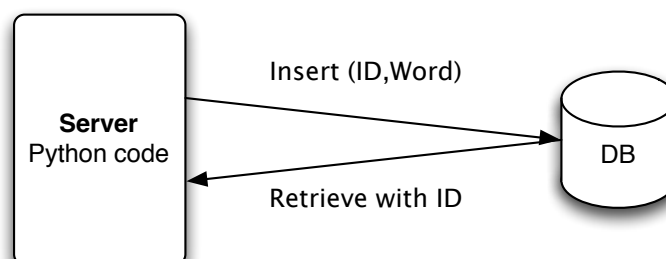 Insert (ID,Word)
Server
Python code
DB
Retrieve with ID